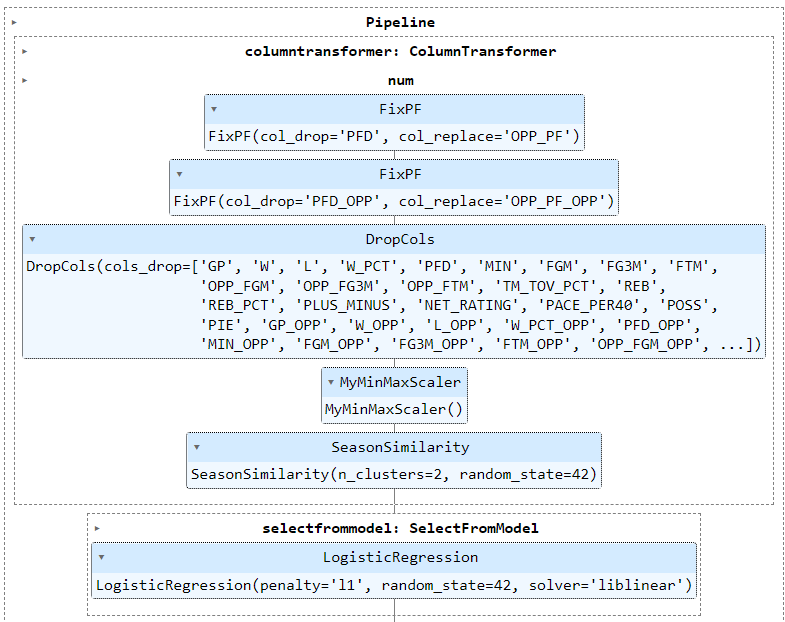 Pipeline
columntransformer: ColumnTransformer
num
FixPF
FixPF(col_drop='PFD', col_replace='OPP_PF')
FixPF
FixPF(col_drop='PFD_OPP', col_replace='OPP_PF_OPP')
DropCols
DropCols(cols_drop=['GP', 'W', 'L', 'W_PCT', 'PFD', 'MIN', 'FGM', 'FG3M', 'FTM',
'OPP_FGM', 'OPP_FG3M', 'OPP_FTM', 'TM_TOV_PCT', 'REB',
'REB_PCT', 'PLUS_MINUS', 'NET_RATING', 'PACE_PER40', 'POSS',
'PIE', 'GP_OPP', 'W_OPP', 'L_OPP', 'W_PCT_OPP', 'PFD_OPP',
'MIN_OPP', 'FGM_OPP', 'FG3M_OPP', 'FTM_OPP', 'OPP_FGM_OPP', ...])
MyMinMaxScaler
MyMinMaxScaler()
SeasonSimilarity
SeasonSimilarity(n_clusters=2, random_state=42)
selectfrommodel: SelectFromModel
LogisticRegression
LogisticRegression(penalty='l1', random_state=42, solver='liblinear')